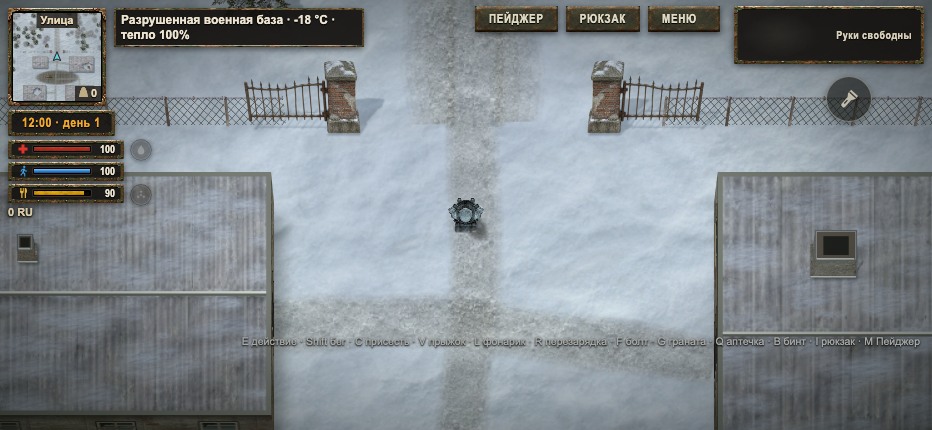 Улица
0
Разрушенная военная база · -18 °C ·
тепло 100%
ПЕЙДЖЕР
РЮКЗАК
МЕНЮ
Руки свободны
12:00 · день 1
100
100
90
0 RU
E действие · Shift бег · C присесть · V прыжок · L фонарик · R перезарядка · F болт · G граната · Q аптечка · B бинт · I рюкзак · M Пейджер